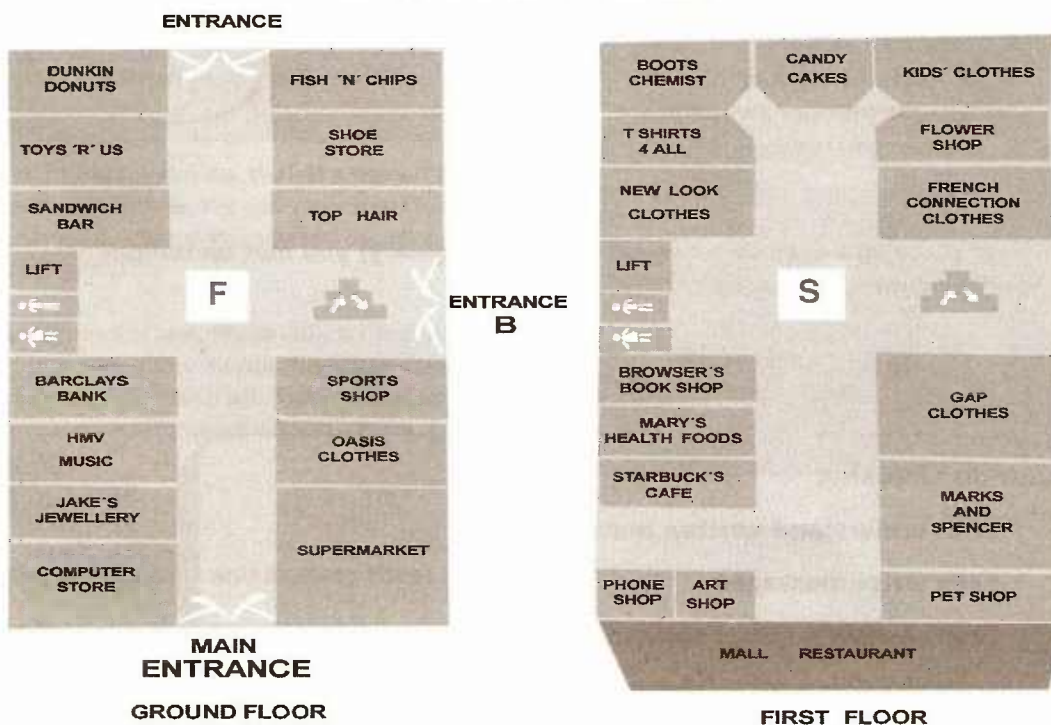 ENTRANCE
DUNKIN
DONUTS
FISH ´N´ CHIPS
TOYS ´R´ US
SHOE
STORE
SANDWICH
BAR
TOP HAIR
LIFT
F
ENTRANCE
B
BARCLAYS
BANK
SPORTS
SHOP
HMV
MUSIC
OASIS
CLOTHES
JAKE´S
JEWELLERY
SUPERMARKET
COMPUTER
STORE
MAIN
ENTRANCE
GROUND FLOOR
BOOTS
CHEMIST
CANDY
CAKES
KIDS´ CLOTHES
T SHIRTS
4 ALL
FLOWER
SHOP
NEW LOOK
CLOTHES
FRENCH
CONNECTION
CLOTHES
LIFT
S
BROWSER´S
BOOK SHOP
GAP
CLOTHES
MARY´S
HEALTH FOODS
STARBUCK´S
CAFE
MARKS
AND
SPENCER
PHONE
SHOP
ART
SHOP
PET SHOP
MALL RESTAURANT
FIRST FLOOR